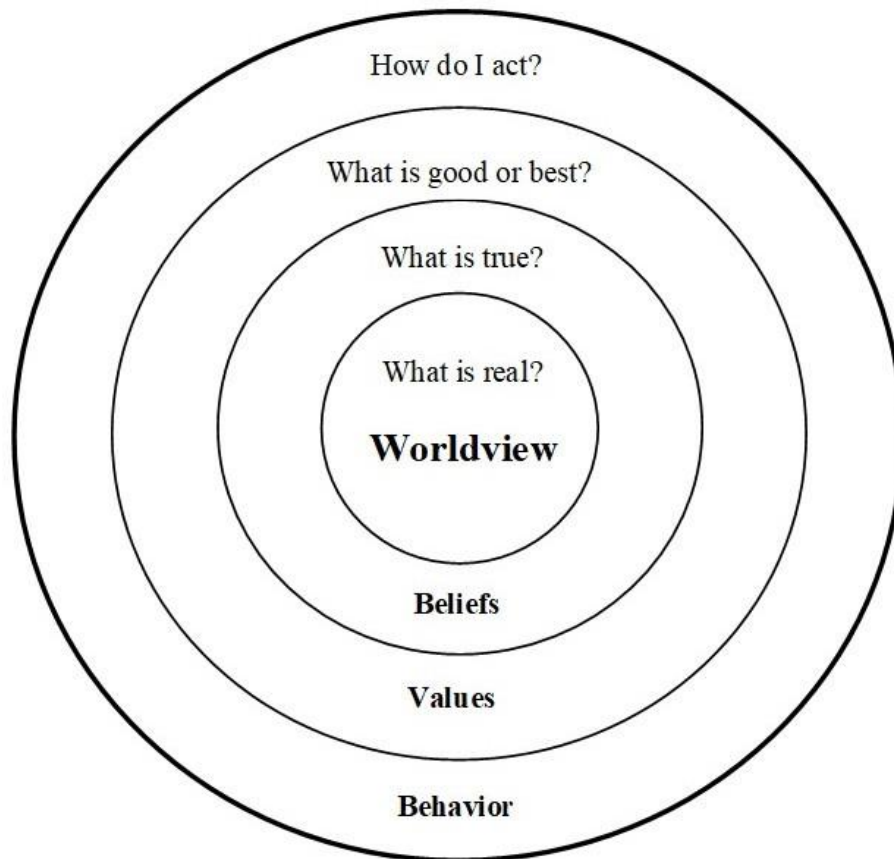 How do I act?
What is good or best?
What is true?
What is real?
Worldview
Beliefs
Values
Behavior